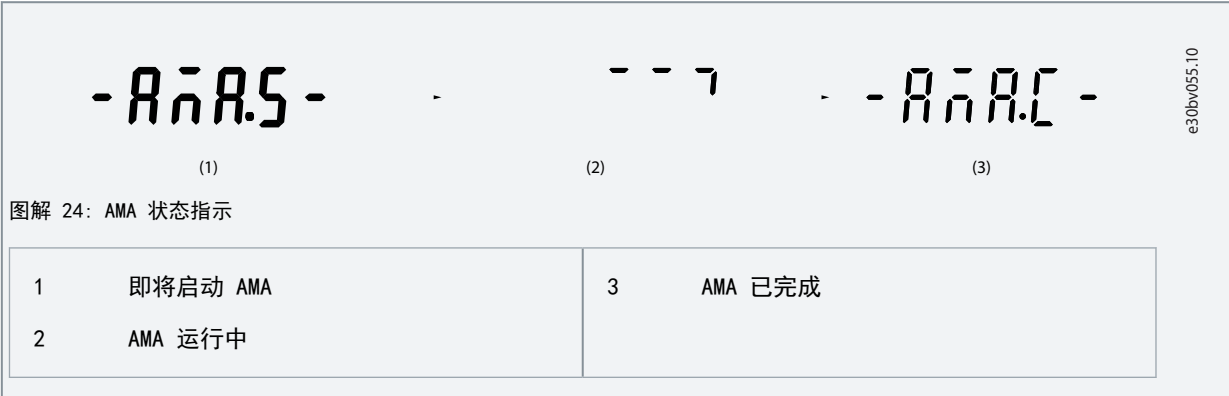 -AMA.S-
- - ┐
-AMA.C-
e30bv055.10
(1)
(2)
(3)
图解 24: AMA 状态指示
1 即将启动 AMA
3 AMA 已完成
2 AMA 运行中